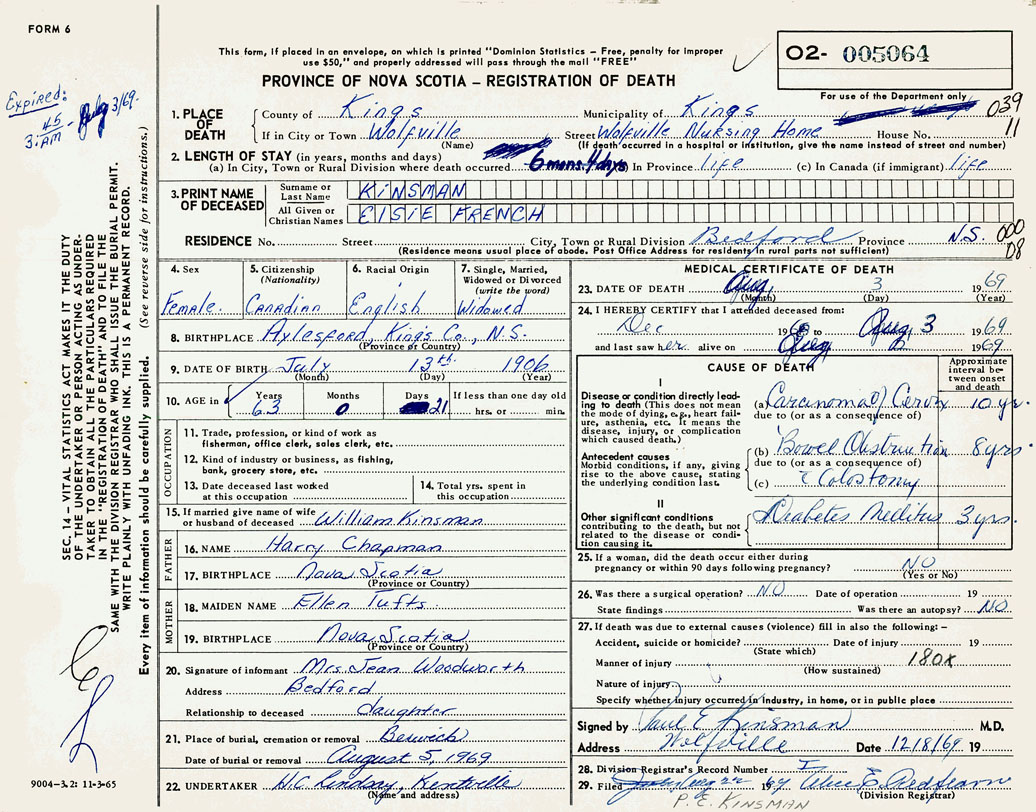 FORM 6
This form, if placed in an envelope, on which is printed "Dominion Statistics – Free, penalty for improper
use $50," and properly addressed will pass through the mail "FREE"
PROVINCE OF NOVA SCOTIA – REGISTRATION OF DEATH
O2- 005064
For use of the Department only
039
11
Expired:
Aug 3/69.
3:45 AM
1. PLACE OF DEATH
County of Kings Municipality of Kings
If in City or Town Wolfville Street Wolfville Nursing Home House No.
(Name) (If death occurred in a hospital or institution, give the name instead of street and number)
2. LENGTH OF STAY (in years, months and days)
(a) In City, Town or Rural Division where death occurred 6 mons. 4 days In Province life (c) In Canada (if immigrant) life
3. PRINT NAME OF DECEASED
Surname or Last Name KINSMAN
All Given or Christian Names ELSIE FRENCH
RESIDENCE No. Street City, Town or Rural Division Bedford Province N.S.
000
08
(Residence means usual place of abode. Post Office Address for residents in rural parts not sufficient)
4. Sex
Female.
5. Citizenship (Nationality)
Canadian
6. Racial Origin
English
7. Single, Married, Widowed or Divorced (write the word)
Widowed
8. BIRTHPLACE Aylesford, King's Co., N.S.
(Province or Country)
9. DATE OF BIRTH July 13th 1906
(Month) (Day) (Year)
10. AGE in Years 63 Months 0 Days 21 If less than one day old
hrs. or min.
OCCUPATION
11. Trade, profession, or kind of work as
fisherman, office clerk, sales clerk, etc.
12. Kind of industry or business, as fishing,
bank, grocery store, etc.
13. Date deceased last worked
at this occupation
14. Total yrs. spent in
this occupation
15. If married give name of wife
or husband of deceased William Kinsman
FATHER
16. NAME Harry Chapman
17. BIRTHPLACE Nova Scotia
(Province or Country)
MOTHER
18. MAIDEN NAME Ellen Tufts.
19. BIRTHPLACE Nova Scotia
(Province or Country)
20. Signature of informant Mrs. Jean Woodworth
Address Bedford
Relationship to deceased daughter
21. Place of burial, cremation or removal Berwick
Date of burial or removal August 5, 1969
22. UNDERTAKER H.C. Lindsay, Kentville
(Name and address)
MEDICAL CERTIFICATE OF DEATH
23. DATE OF DEATH Aug. 3 1969
(Month) (Day) (Year)
24. I HEREBY CERTIFY that I attended deceased from:
Dec 1968 to Aug. 3 1969
and last saw her alive on Aug 1969
CAUSE OF DEATH
Approximate interval between onset and death
I
Disease or condition directly leading to death (This does not mean the mode of dying, e.g., heart failure, asthenia, etc. It means the disease, injury, or complication which caused death.)
(a) Carcinoma of Cervix 10 yr.
due to (or as a consequence of)
Antecedent causes
Morbid conditions, if any, giving rise to the above cause, stating the underlying condition last.
(b) Bowel Obstruction 8 yrs.
due to (or as a consequence of)
(c) c Colostomy
II
Other significant conditions contributing to the death, but not related to the disease or condition causing it.
Diabetes Mellitus 3 yrs.
25. If a woman, did the death occur either during
pregnancy or within 90 days following pregnancy? NO
(Yes or No)
26. Was there a surgical operation? NO Date of operation 19
State findings Was there an autopsy? NO
27. If death was due to external causes (violence) fill in also the following: –
Accident, suicide or homicide? Date of injury 19
(State which)
Manner of injury 180X
(How sustained)
Nature of injury
Specify whether injury occurred in industry, in home, or in public place
Signed by Paul E Kinsman M.D.
Address Wolfville Date 12/8/69 19
28. Division Registrar's Record Number
29. Filed 1969
(Division Registrar)
P. E. KINSMAN
SEC. 14 – VITAL STATISTICS ACT MAKES IT THE DUTY
OF THE UNDERTAKER OR PERSON ACTING AS UNDER-
TAKER TO OBTAIN ALL THE PARTICULARS REQUIRED
IN THE "REGISTRATION OF DEATH" AND TO FILE THE
SAME WITH THE DIVISION REGISTRAR WHO SHALL ISSUE THE BURIAL PERMIT.
WRITE PLAINLY WITH UNFADING INK. THIS IS A PERMANENT RECORD.
Every item of information should be carefully supplied. (See reverse side for instructions.)
9004-3.2: 11-3-65